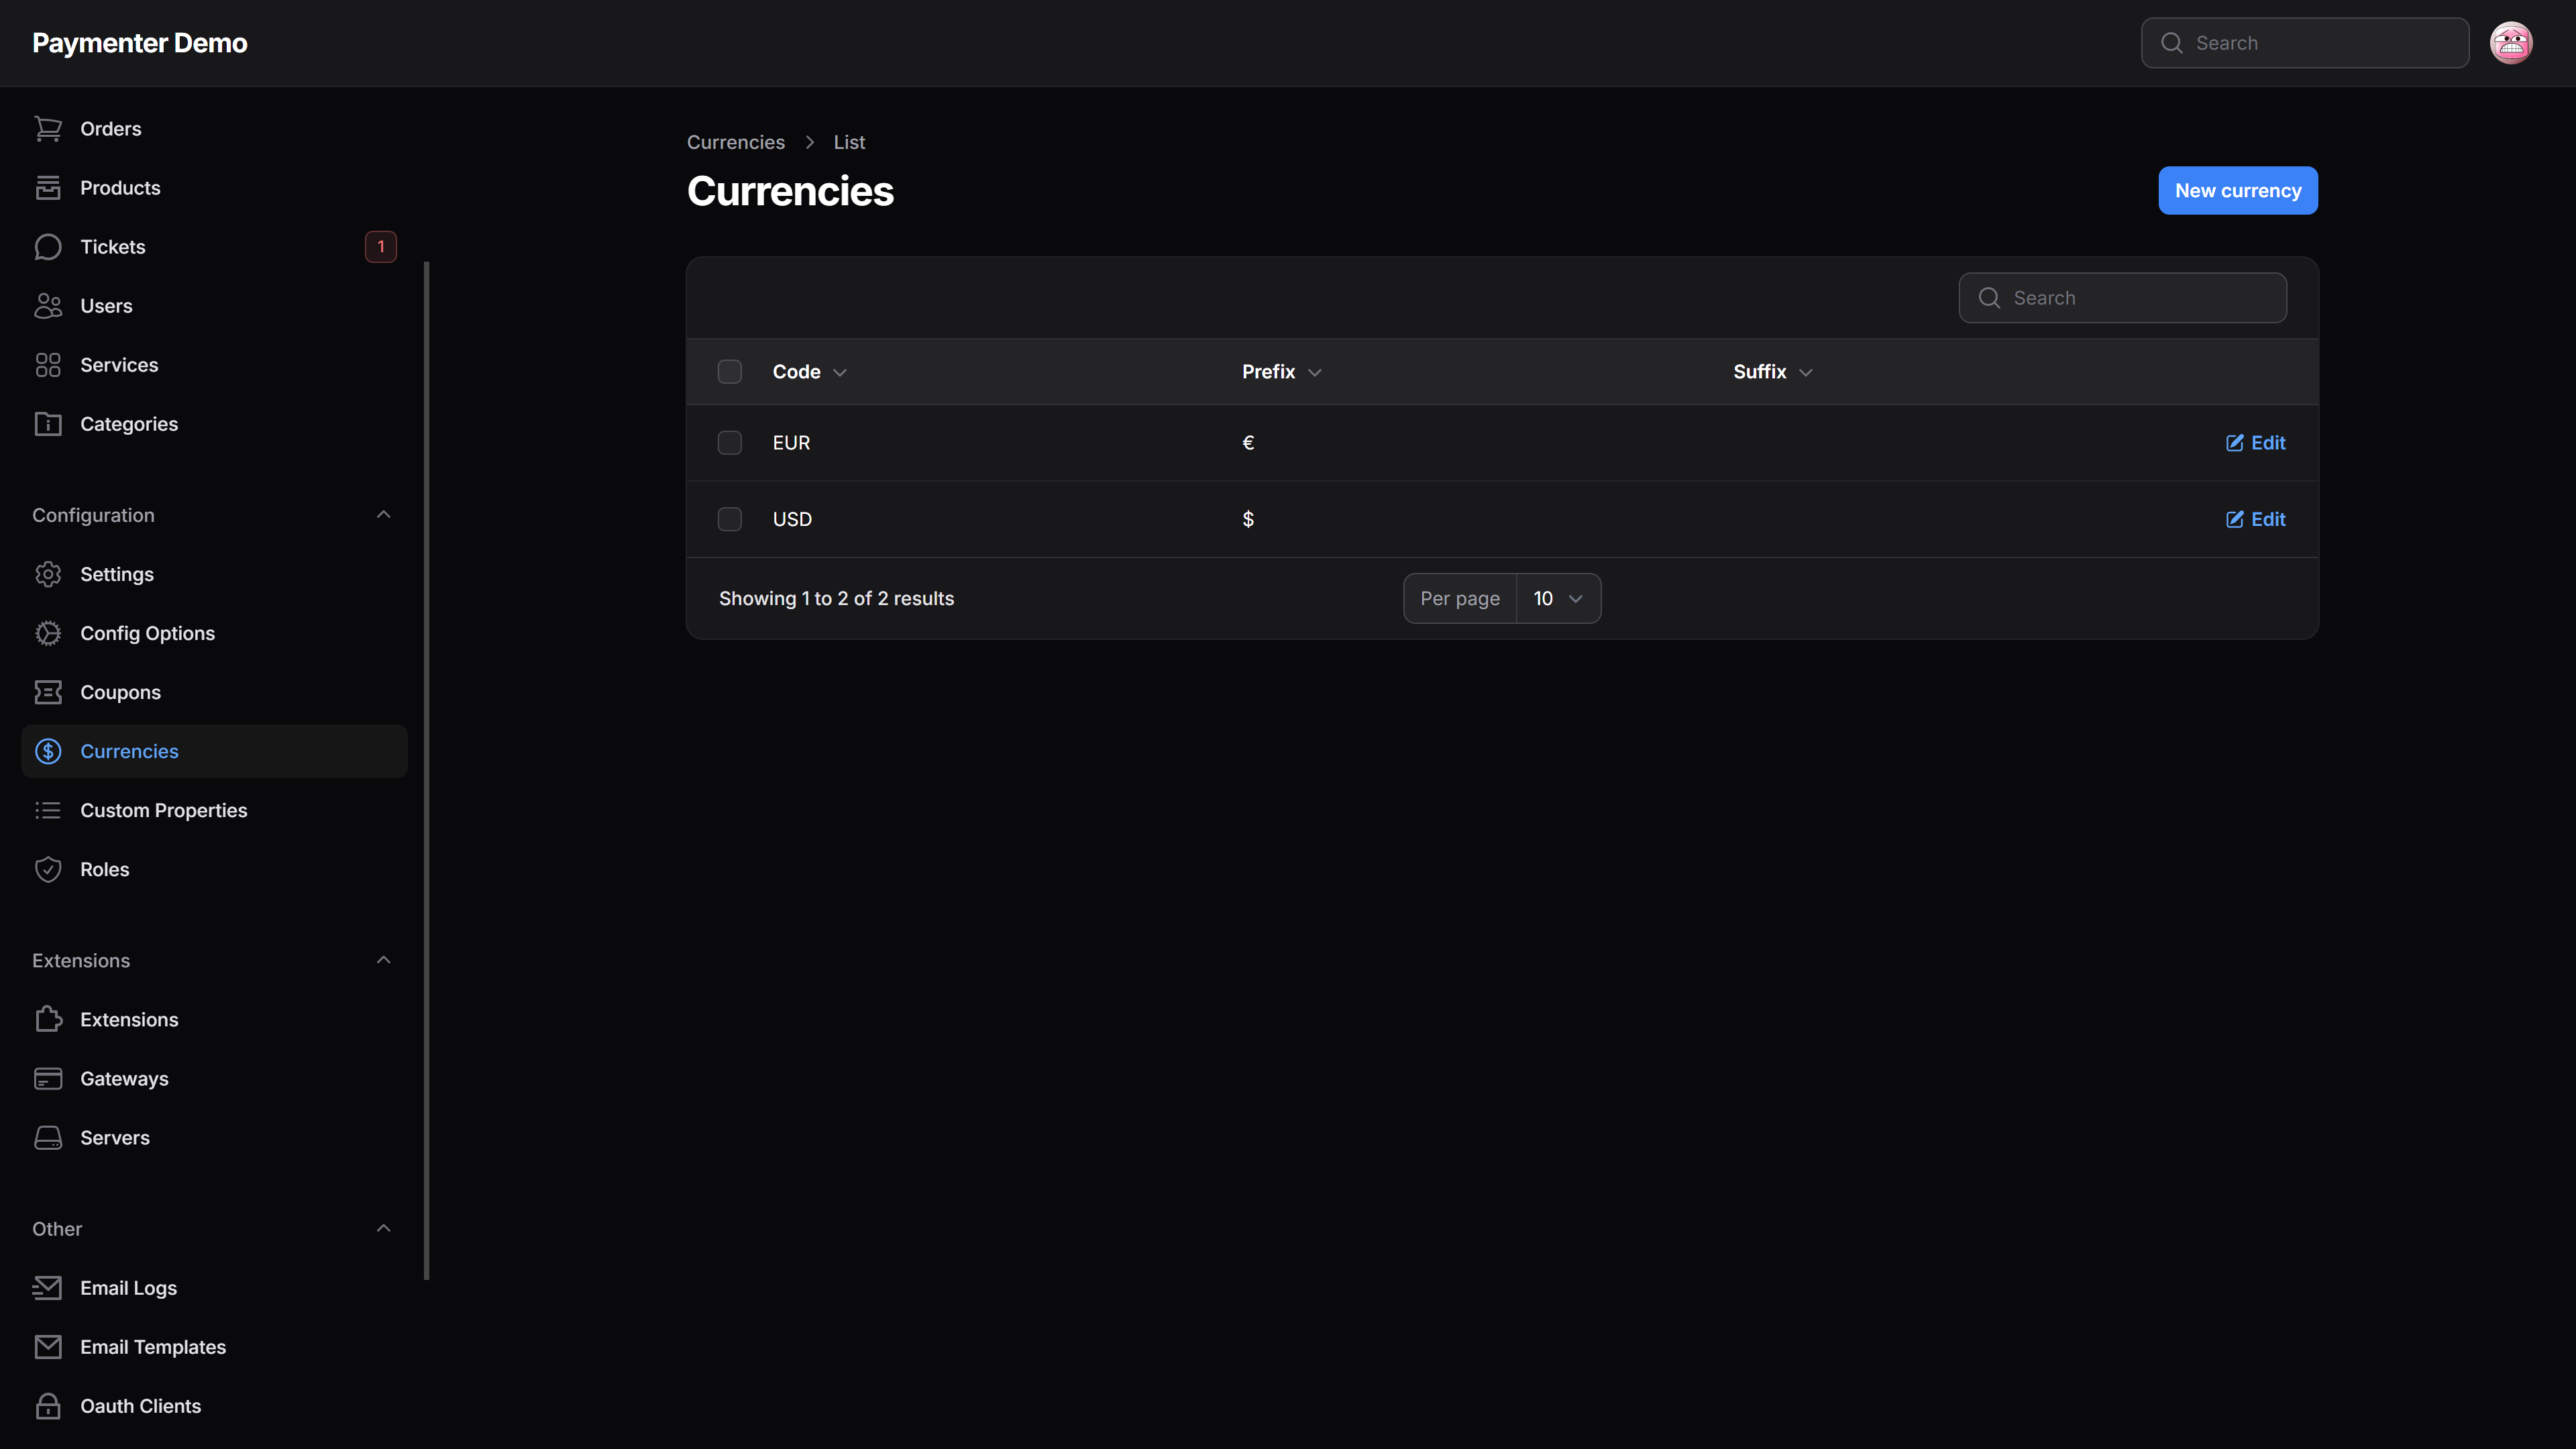 Paymenter Demo
Search
Orders
Products
Tickets
1
Users
Services
Categories
Configuration
Settings
Config Options
Coupons
Currencies
Custom Properties
Roles
Extensions
Extensions
Gateways
Servers
Other
Email Logs
Email Templates
Oauth Clients
Currencies > List
Currencies
New currency
Search
Code Prefix Suffix
EUR € Edit
USD $ Edit
Showing 1 to 2 of 2 results
Per page 10